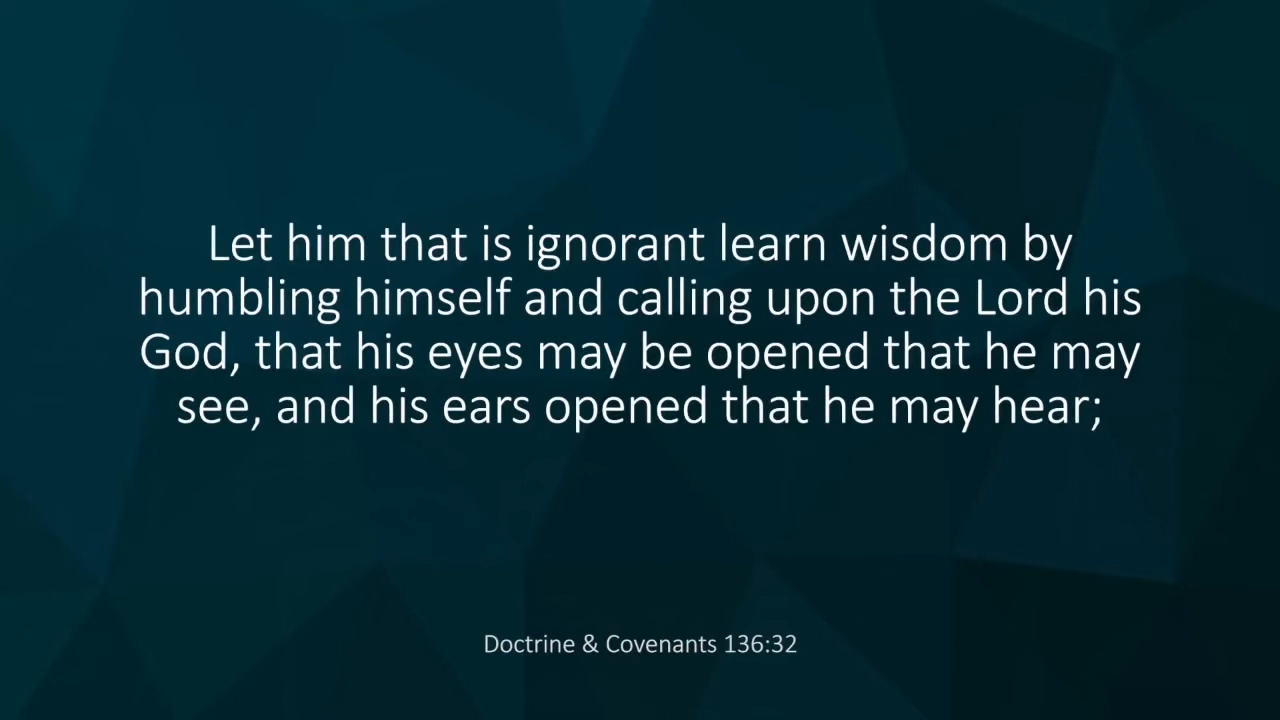 Let him that is ignorant learn wisdom by
humbling himself and calling upon the Lord his
God, that his eyes may be opened that he may
see, and his ears opened that he may hear;
Doctrine & Covenants 136:32